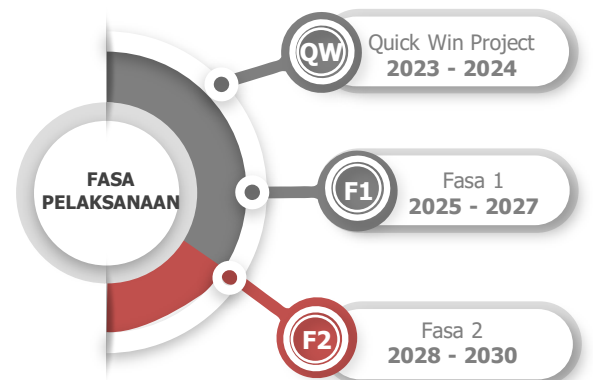 FASA
PELAKSANAAN
QW
Quick Win Project
2023 - 2024
F1
Fasa 1
2025 - 2027
F2
Fasa 2
2028 - 2030